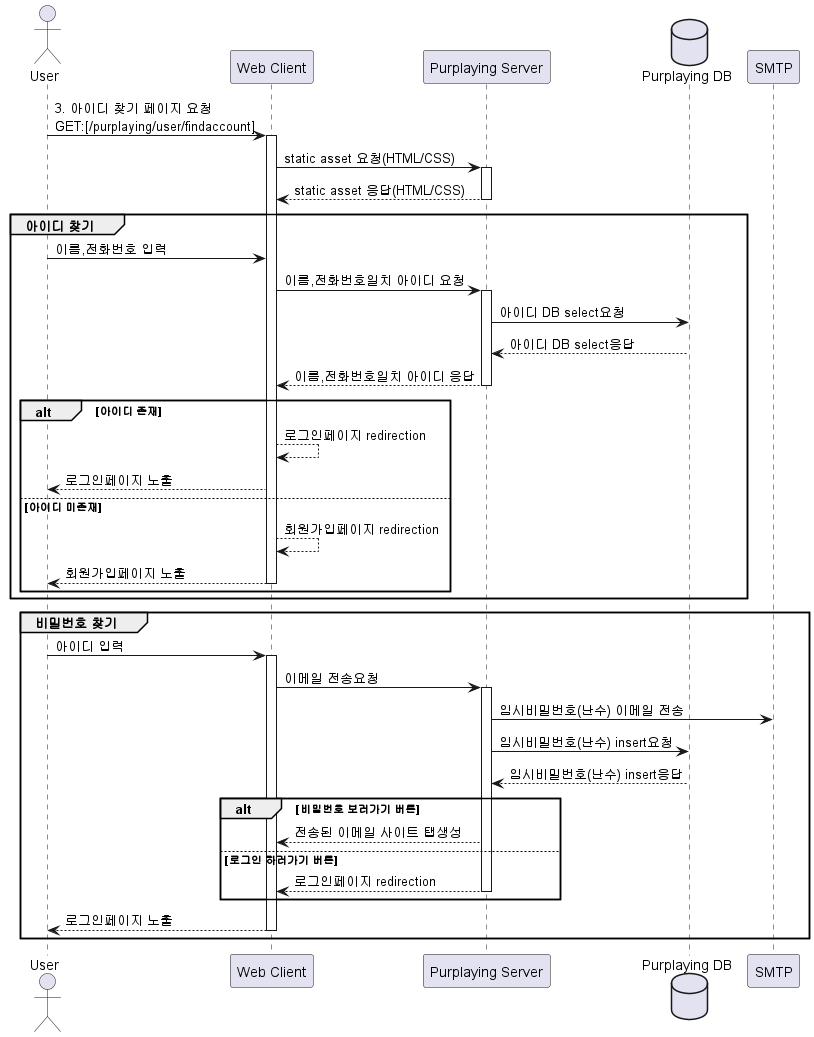 User
Web Client
Purplaying Server
Purplaying DB
SMTP
3. 아이디 찾기 페이지 요청
GET:[/purplaying/user/findaccount]
static asset 요청(HTML/CSS)
static asset 응답(HTML/CSS)
아이디 찾기
이름,전화번호 입력
이름,전화번호일치 아이디 요청
아이디 DB select요청
아이디 DB select응답
이름,전화번호일치 아이디 응답
alt [아이디 존재]
로그인페이지 redirection
로그인페이지 노출
[아이디 미존재]
회원가입페이지 redirection
회원가입페이지 노출
비밀번호 찾기
아이디 입력
이메일 전송요청
임시비밀번호(난수) 이메일 전송
임시비밀번호(난수) insert요청
임시비밀번호(난수) insert응답
alt [비밀번호 보러가기 버튼]
전송된 이메일 사이트 탭생성
[로그인 하러가기 버튼]
로그인페이지 redirection
로그인페이지 노출
User
Web Client
Purplaying Server
Purplaying DB
SMTP